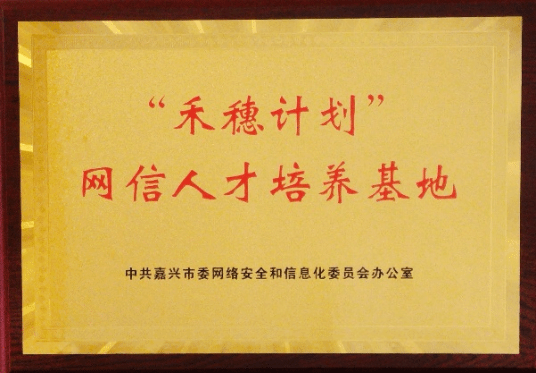 “禾穗计划”
网信人才培养基地
中共嘉兴市委网络安全和信息化委员会办公室